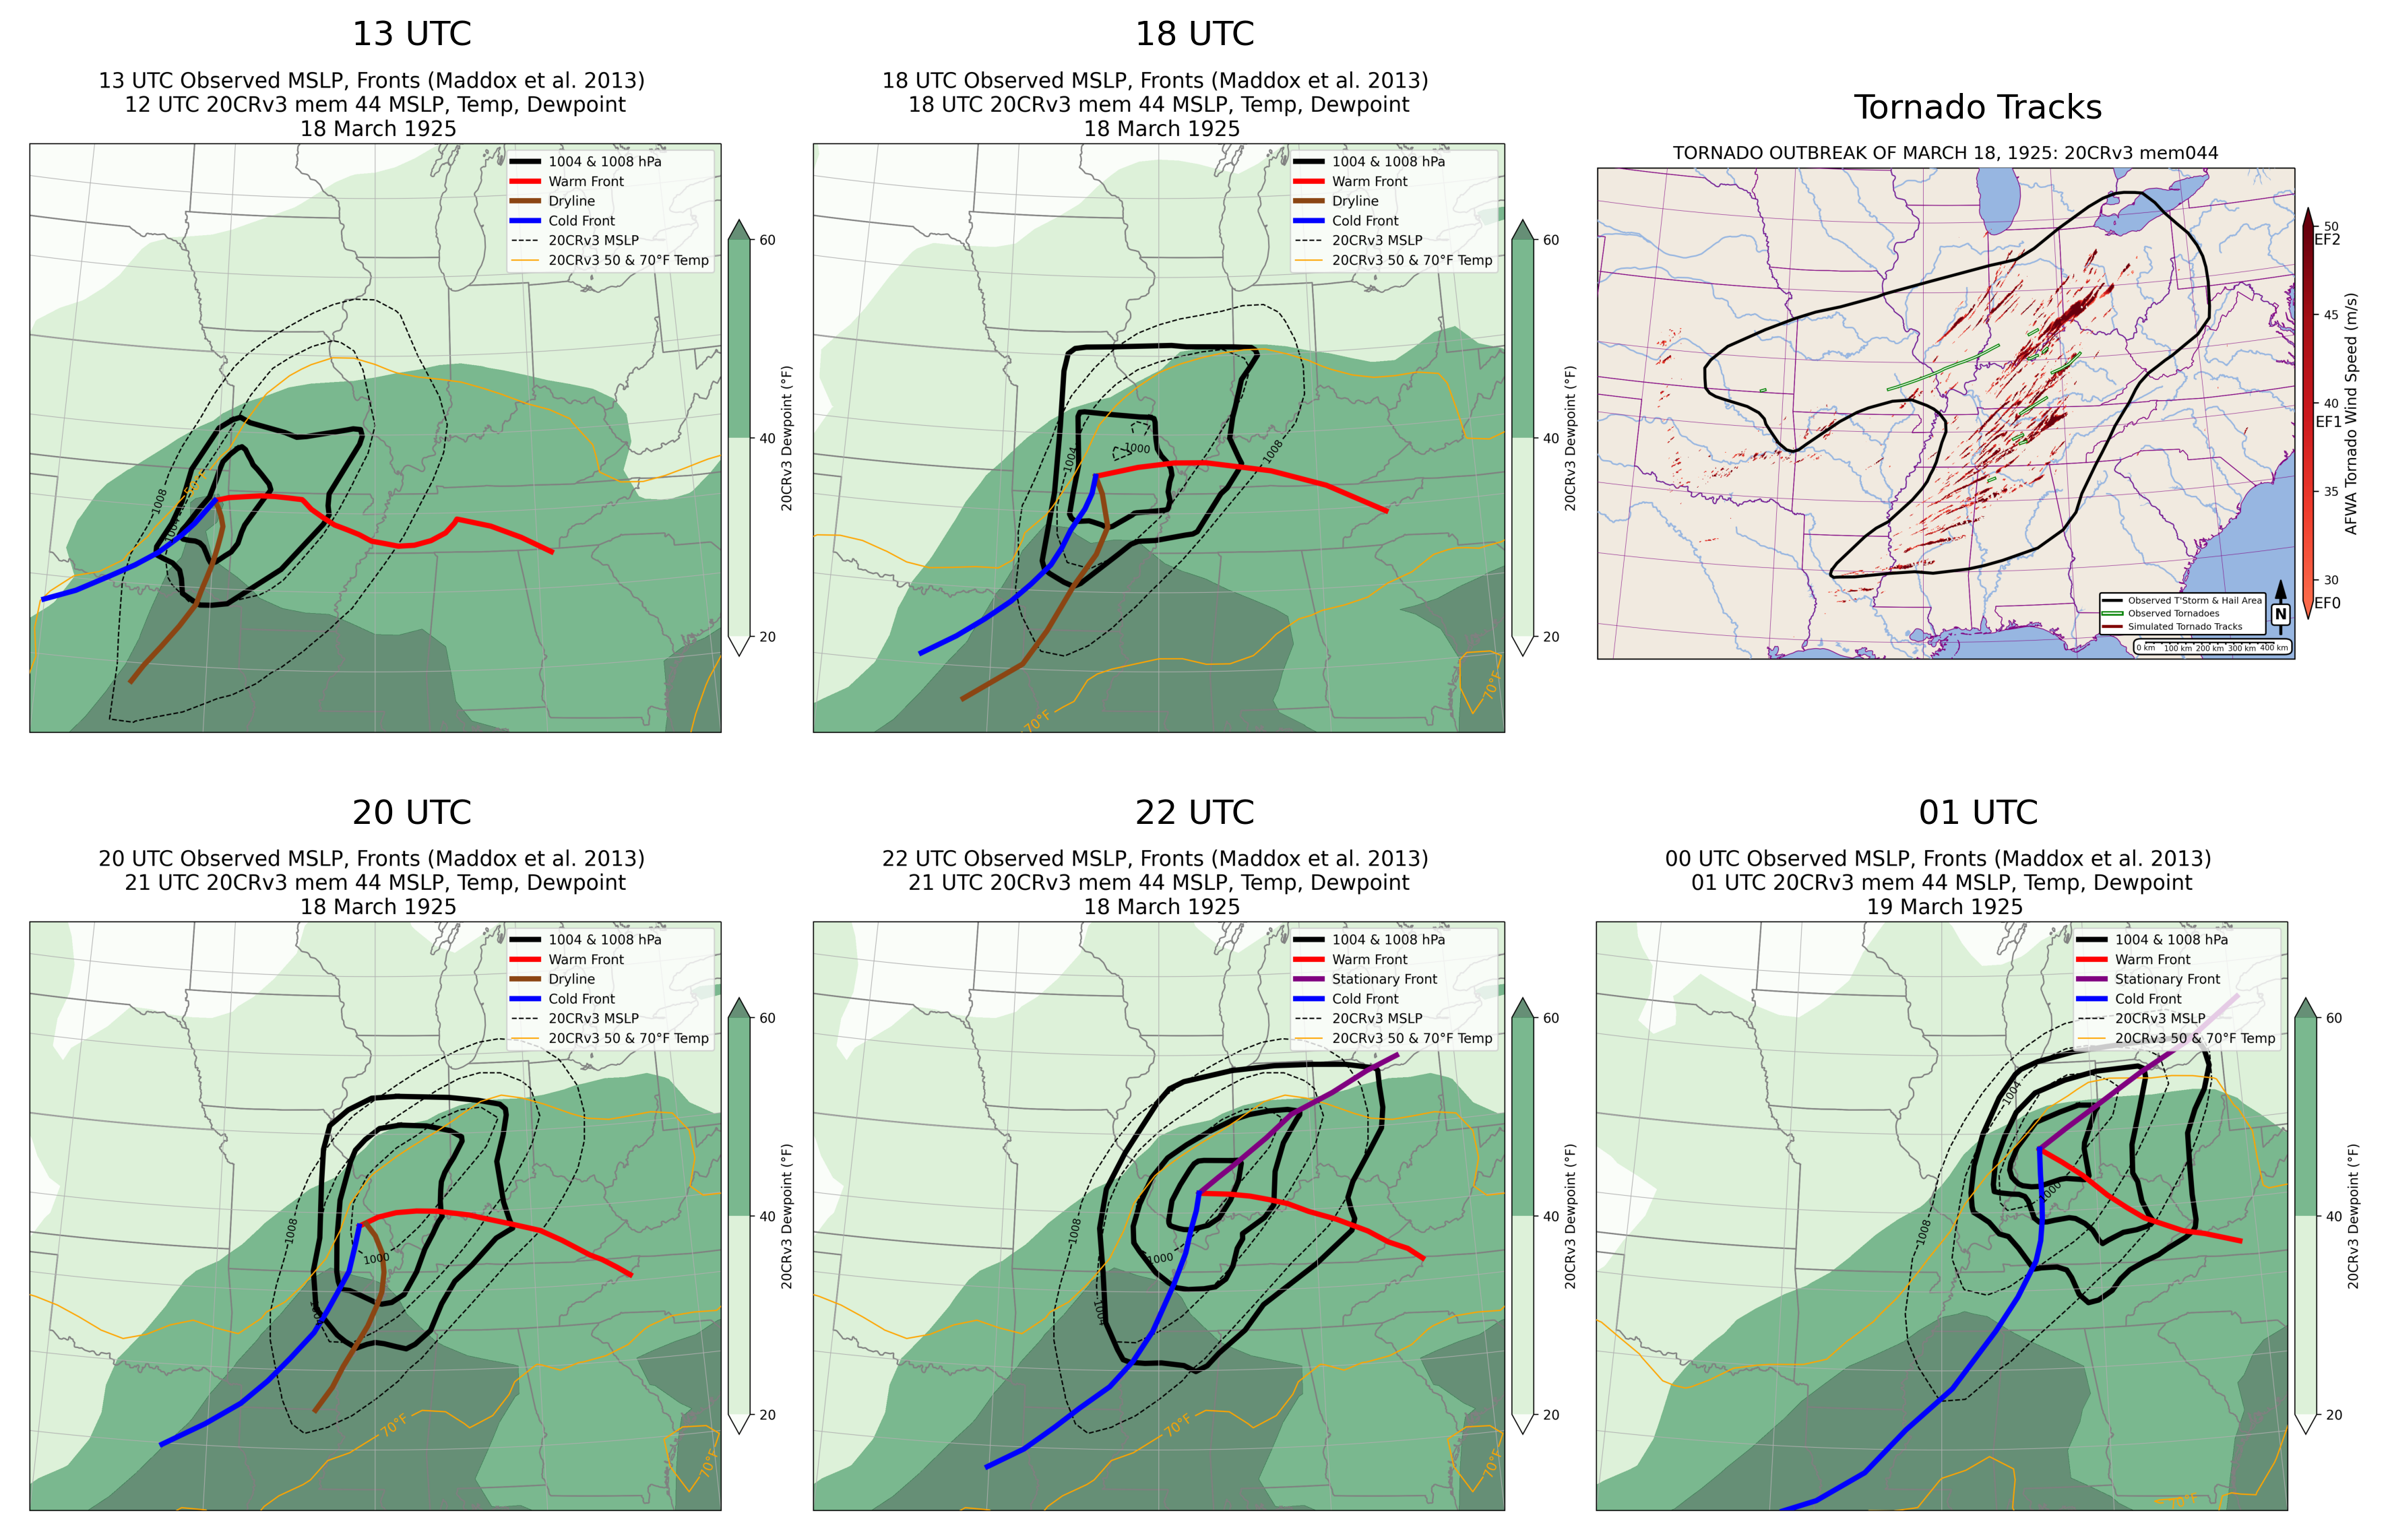 13 UTC
13 UTC Observed MSLP, Fronts (Maddox et al. 2013)
12 UTC 20CRv3 mem 44 MSLP, Temp, Dewpoint
18 March 1925
1004 & 1008 hPa
Warm Front
Dryline
Cold Front
20CRv3 MSLP
20CRv3 50 & 70°F Temp
1008
1004
60
40
20
20CRv3 Dewpoint (°F)
18 UTC
18 UTC Observed MSLP, Fronts (Maddox et al. 2013)
18 UTC 20CRv3 mem 44 MSLP, Temp, Dewpoint
18 March 1925
1004 & 1008 hPa
Warm Front
Dryline
Cold Front
20CRv3 MSLP
20CRv3 50 & 70°F Temp
1000
1004
1008
70°F
70°F
60
40
20
20CRv3 Dewpoint (°F)
Tornado Tracks
TORNADO OUTBREAK OF MARCH 18, 1925: 20CRv3 mem044
Observed T'Storm & Hail Area
Observed Tornadoes
Simulated Tornado Tracks
N
0 km 100 km 200 km 300 km 400 km
50
EF2
45
40
EF1
35
30
EF0
AFWA Tornado Wind Speed (m/s)
20 UTC
20 UTC Observed MSLP, Fronts (Maddox et al. 2013)
21 UTC 20CRv3 mem 44 MSLP, Temp, Dewpoint
18 March 1925
1004 & 1008 hPa
Warm Front
Dryline
Cold Front
20CRv3 MSLP
20CRv3 50 & 70°F Temp
1008
1000
70°F
70°F
60
40
20
20CRv3 Dewpoint (°F)
22 UTC
22 UTC Observed MSLP, Fronts (Maddox et al. 2013)
21 UTC 20CRv3 mem 44 MSLP, Temp, Dewpoint
18 March 1925
1004 & 1008 hPa
Warm Front
Stationary Front
Cold Front
20CRv3 MSLP
20CRv3 50 & 70°F Temp
1008
1000
1004
70°F
70°F
60
40
20
20CRv3 Dewpoint (°F)
01 UTC
00 UTC Observed MSLP, Fronts (Maddox et al. 2013)
01 UTC 20CRv3 mem 44 MSLP, Temp, Dewpoint
19 March 1925
1004 & 1008 hPa
Warm Front
Stationary Front
Cold Front
20CRv3 MSLP
20CRv3 50 & 70°F Temp
1004
1000
1008
70°F
60
40
20
20CRv3 Dewpoint (°F)